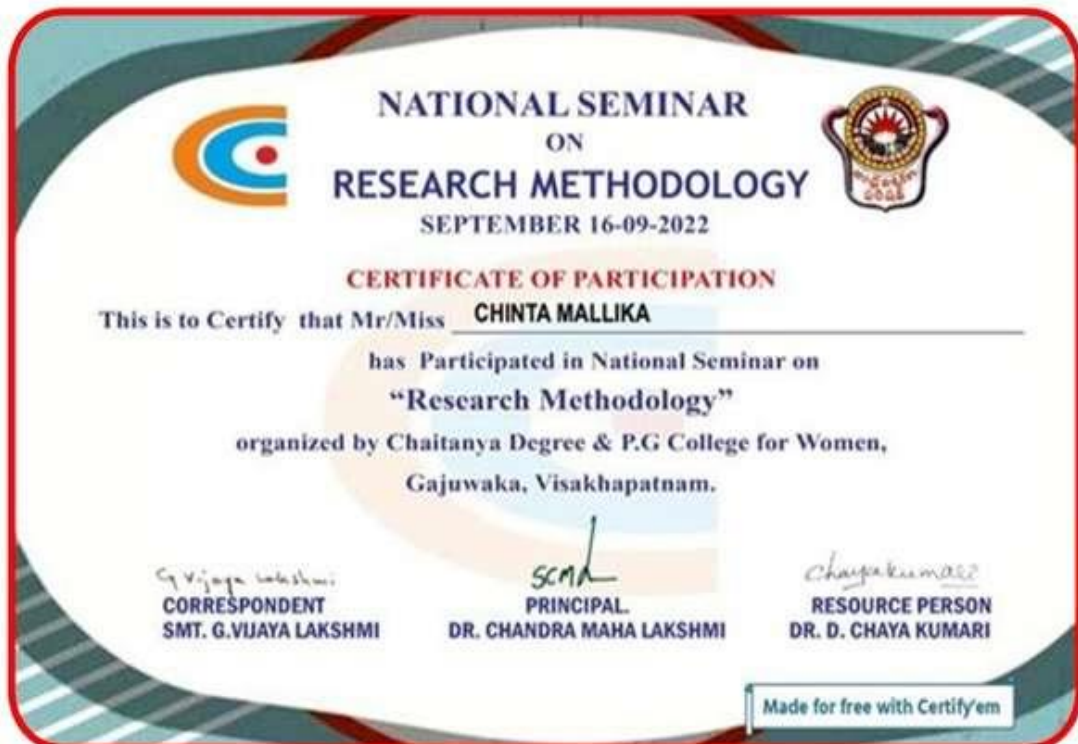 NATIONAL SEMINAR
ON
RESEARCH METHODOLOGY
SEPTEMBER 16-09-2022
CERTIFICATE OF PARTICIPATION
This is to Certify that Mr/Miss CHINTA MALLIKA
has Participated in National Seminar on
“Research Methodology”
organized by Chaitanya Degree & P.G College for Women,
Gajuwaka, Visakhapatnam.
G Vijaya Lakshmi
CORRESPONDENT
SMT. G.VIJAYA LAKSHMI
SCML
PRINCIPAL.
DR. CHANDRA MAHA LAKSHMI
Chayakumari
RESOURCE PERSON
DR. D. CHAYA KUMARI
Made for free with Certify'em